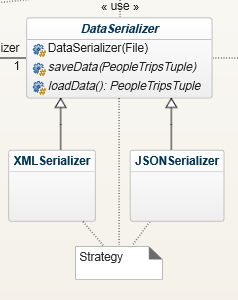 « use »
DataSerializer
izer
DataSerializer(File)
1
saveData(PeopleTripsTuple)
loadData(): PeopleTripsTuple
XMLSerializer
JSONSerializer
Strategy